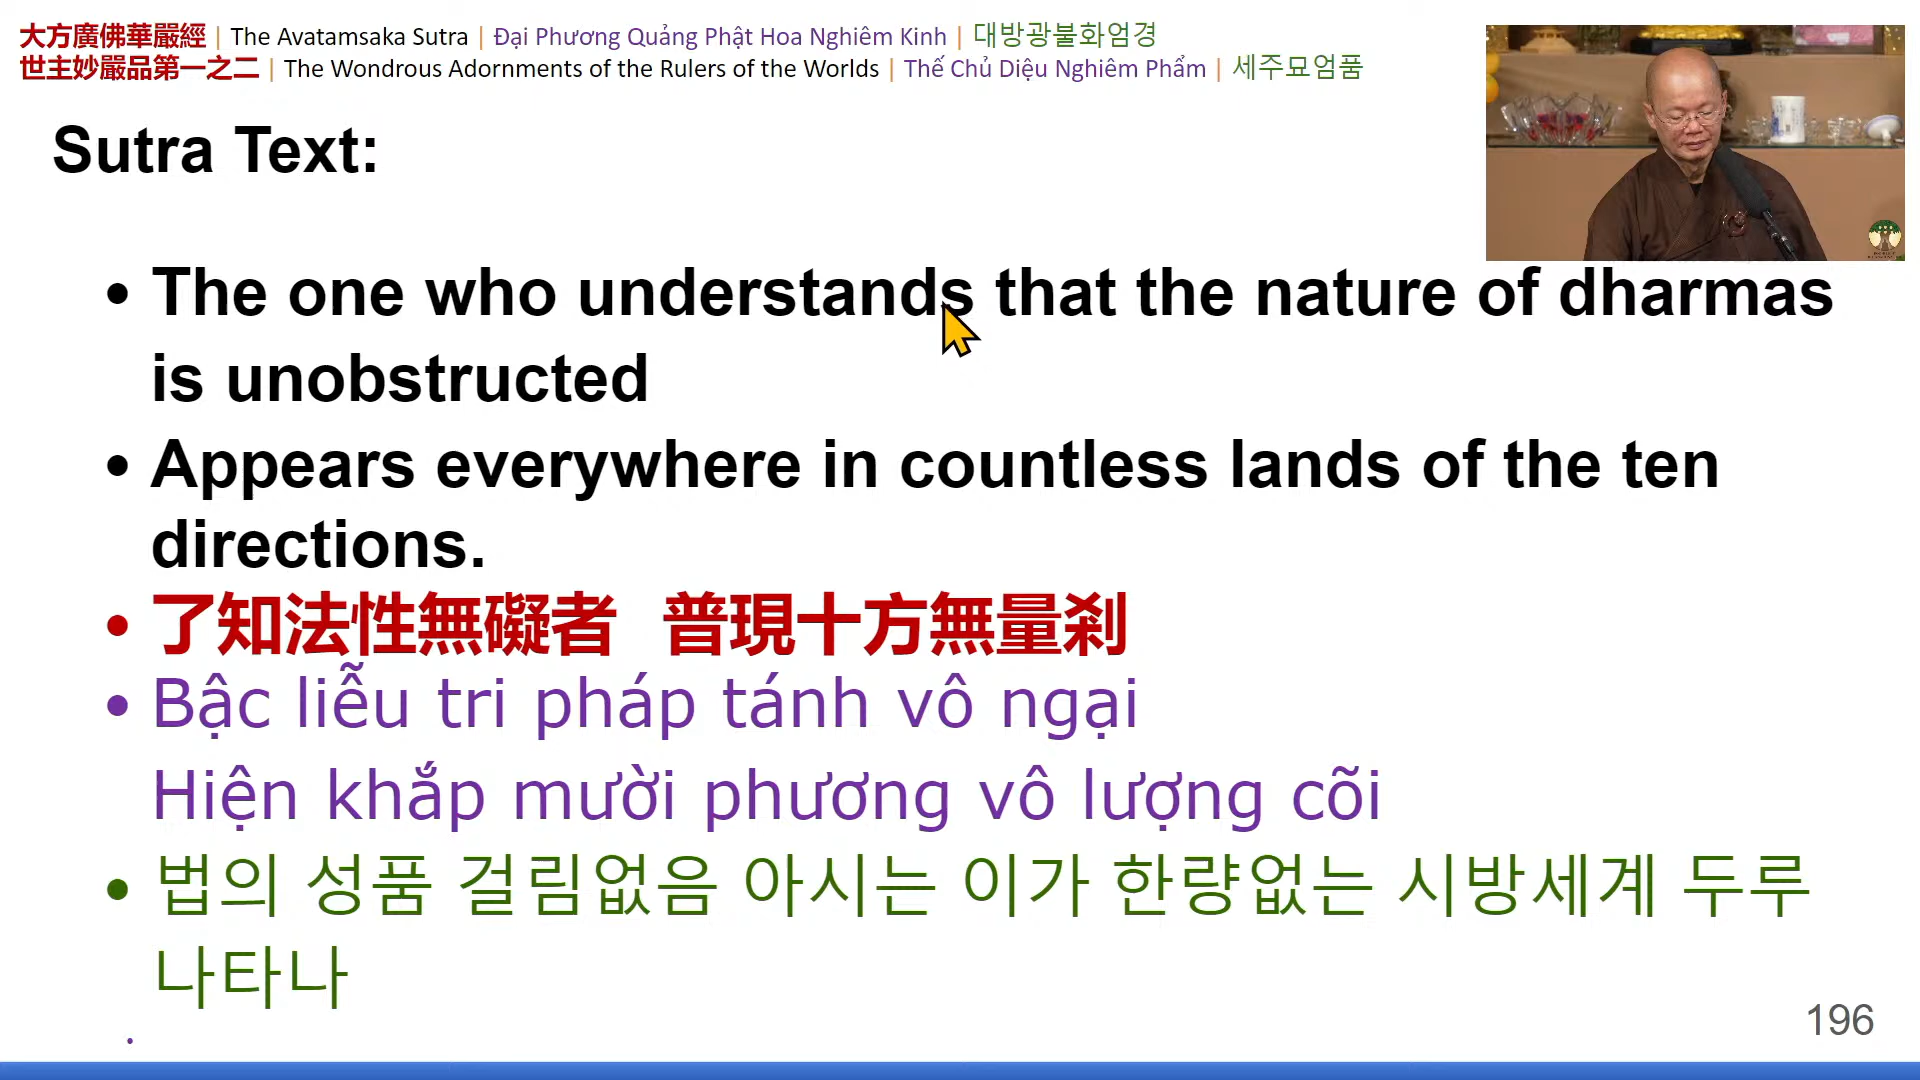 大方廣佛華嚴經 | The Avatamsaka Sutra | Đại Phương Quảng Phật Hoa Nghiêm Kinh | 대방광불화엄경
世主妙嚴品第一之二 | The Wondrous Adornments of the Rulers of the Worlds | Thế Chủ Diệu Nghiêm Phẩm | 세주묘엄품
Sutra Text:
• The one who understands that the nature of dharmas
is unobstructed
• Appears everywhere in countless lands of the ten
directions.
• 了知法性無礙者 普現十方無量刹
• Bậc liễu tri pháp tánh vô ngại
Hiện khắp mười phương vô lượng cõi
• 법의 성품 걸림없음 아시는 이가 한량없는 시방세계 두루
나타나
196